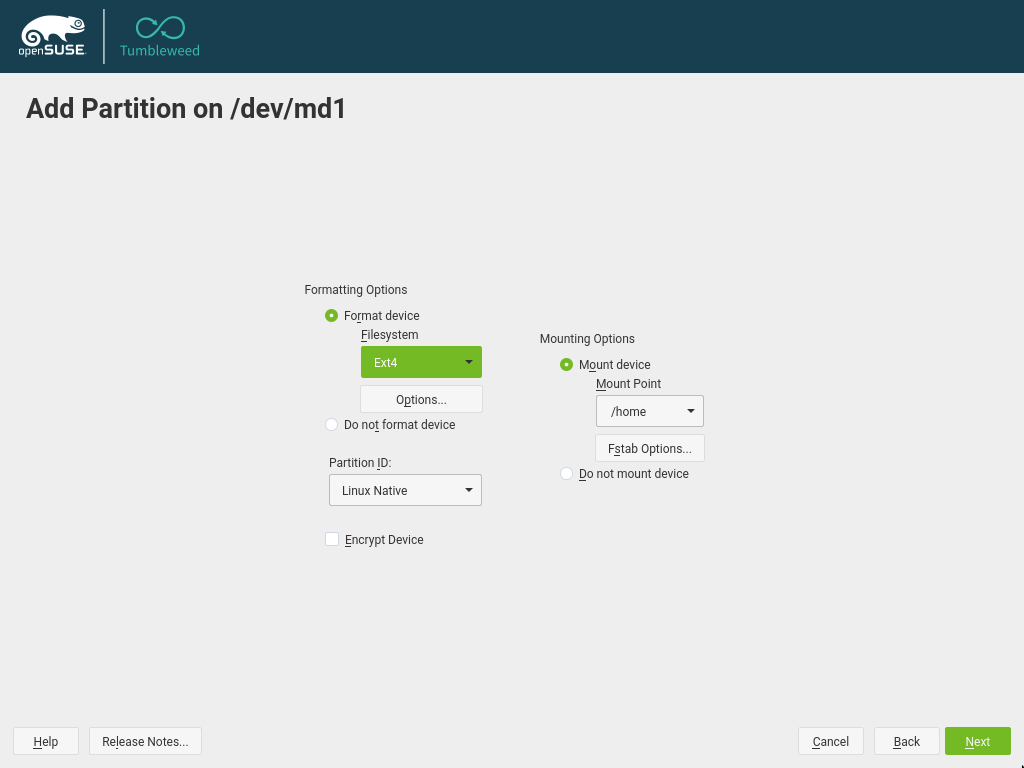 openSUSE
Tumbleweed
Add Partition on /dev/md1
Formatting Options
Format device
Filesystem
Ext4
Options...
Do not format device
Partition ID:
Linux Native
Encrypt Device
Mounting Options
Mount device
Mount Point
/home
Fstab Options...
Do not mount device
Help
Release Notes...
Cancel
Back
Next